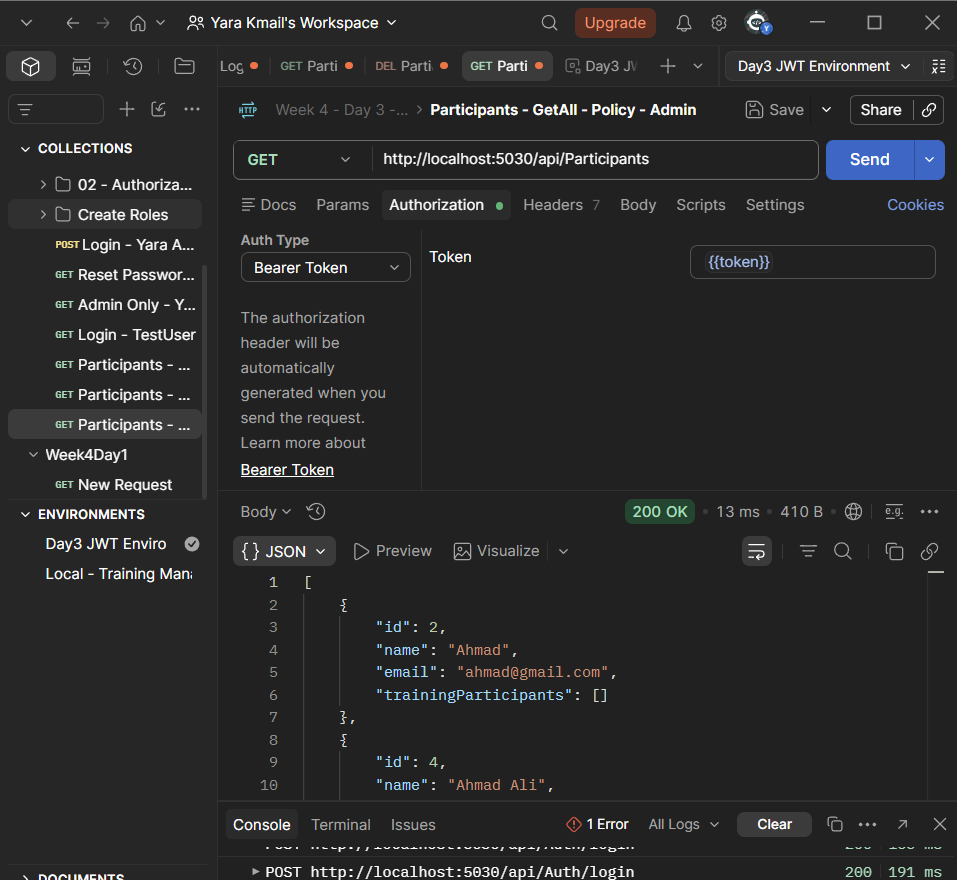 Yara Kmail's Workspace
Upgrade
Y
Log
GET Parti
DEL Parti
GET Parti
Day3 JV
Day3 JWT Environment
HTTP
Week 4 - Day 3 -... > Participants - GetAll - Policy - Admin
Save
Share
COLLECTIONS
02 - Authoriza...
Create Roles
POST Login - Yara A...
GET Reset Passwor...
GET Admin Only - Y...
GET Login - TestUser
GET Participants - ...
GET Participants - ...
GET Participants - ...
Week4Day1
GET New Request
ENVIRONMENTS
Day3 JWT Enviro
Local - Training Mana
DOCUMENTS
GET
http://localhost:5030/api/Participants
Send
Docs Params Authorization Headers 7 Body Scripts Settings Cookies
Auth Type
Bearer Token
The authorization
header will be
automatically
generated when you
send the request.
Learn more about
Bearer Token
Token
{{token}}
Body
200 OK
13 ms
410 B
e.g.
{ } JSON
Preview
Visualize
1 [
2 {
3 "id": 2,
4 "name": "Ahmad",
5 "email": "ahmad@gmail.com",
6 "trainingParticipants": []
7 },
8 {
9 "id": 4,
10 "name": "Ahmad Ali",
Console Terminal Issues
1 Error
All Logs
Clear
POST http://localhost:5030/api/Auth/login 200 191 ms